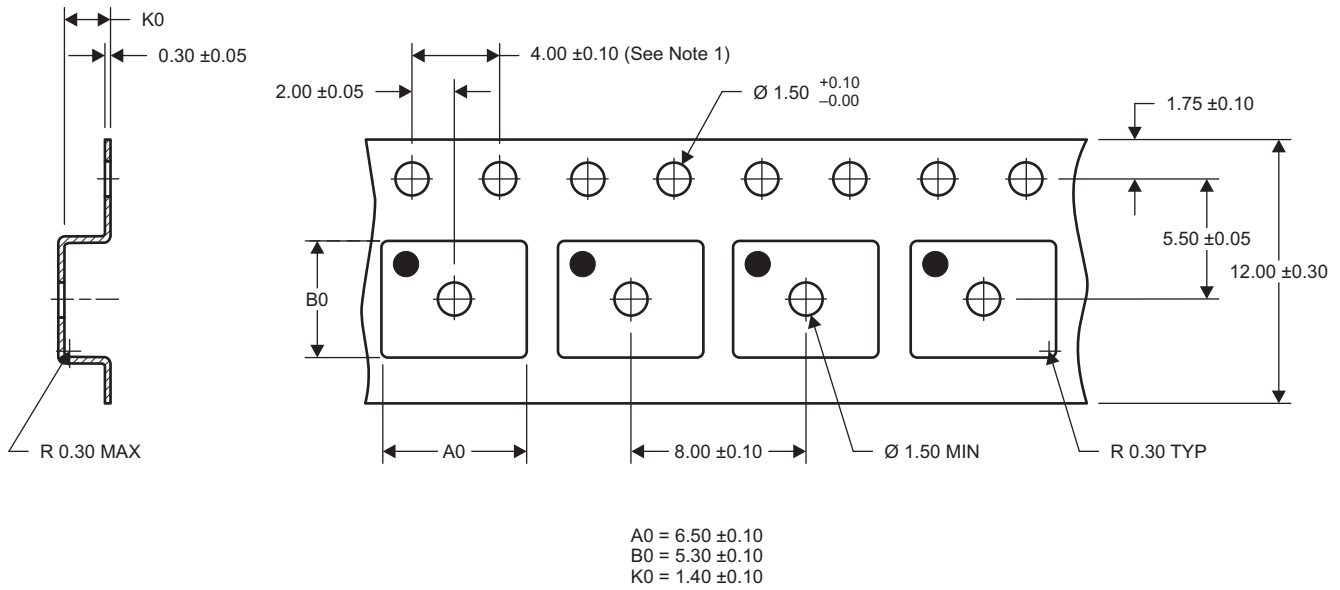 K0
0.30 ±0.05
4.00 ±0.10 (See Note 1)
2.00 ±0.05
Ø 1.50 +0.10
–0.00
1.75 ±0.10
5.50 ±0.05
12.00 ±0.30
B0
R 0.30 MAX
A0
8.00 ±0.10
Ø 1.50 MIN
R 0.30 TYP
A0 = 6.50 ±0.10
B0 = 5.30 ±0.10
K0 = 1.40 ±0.10